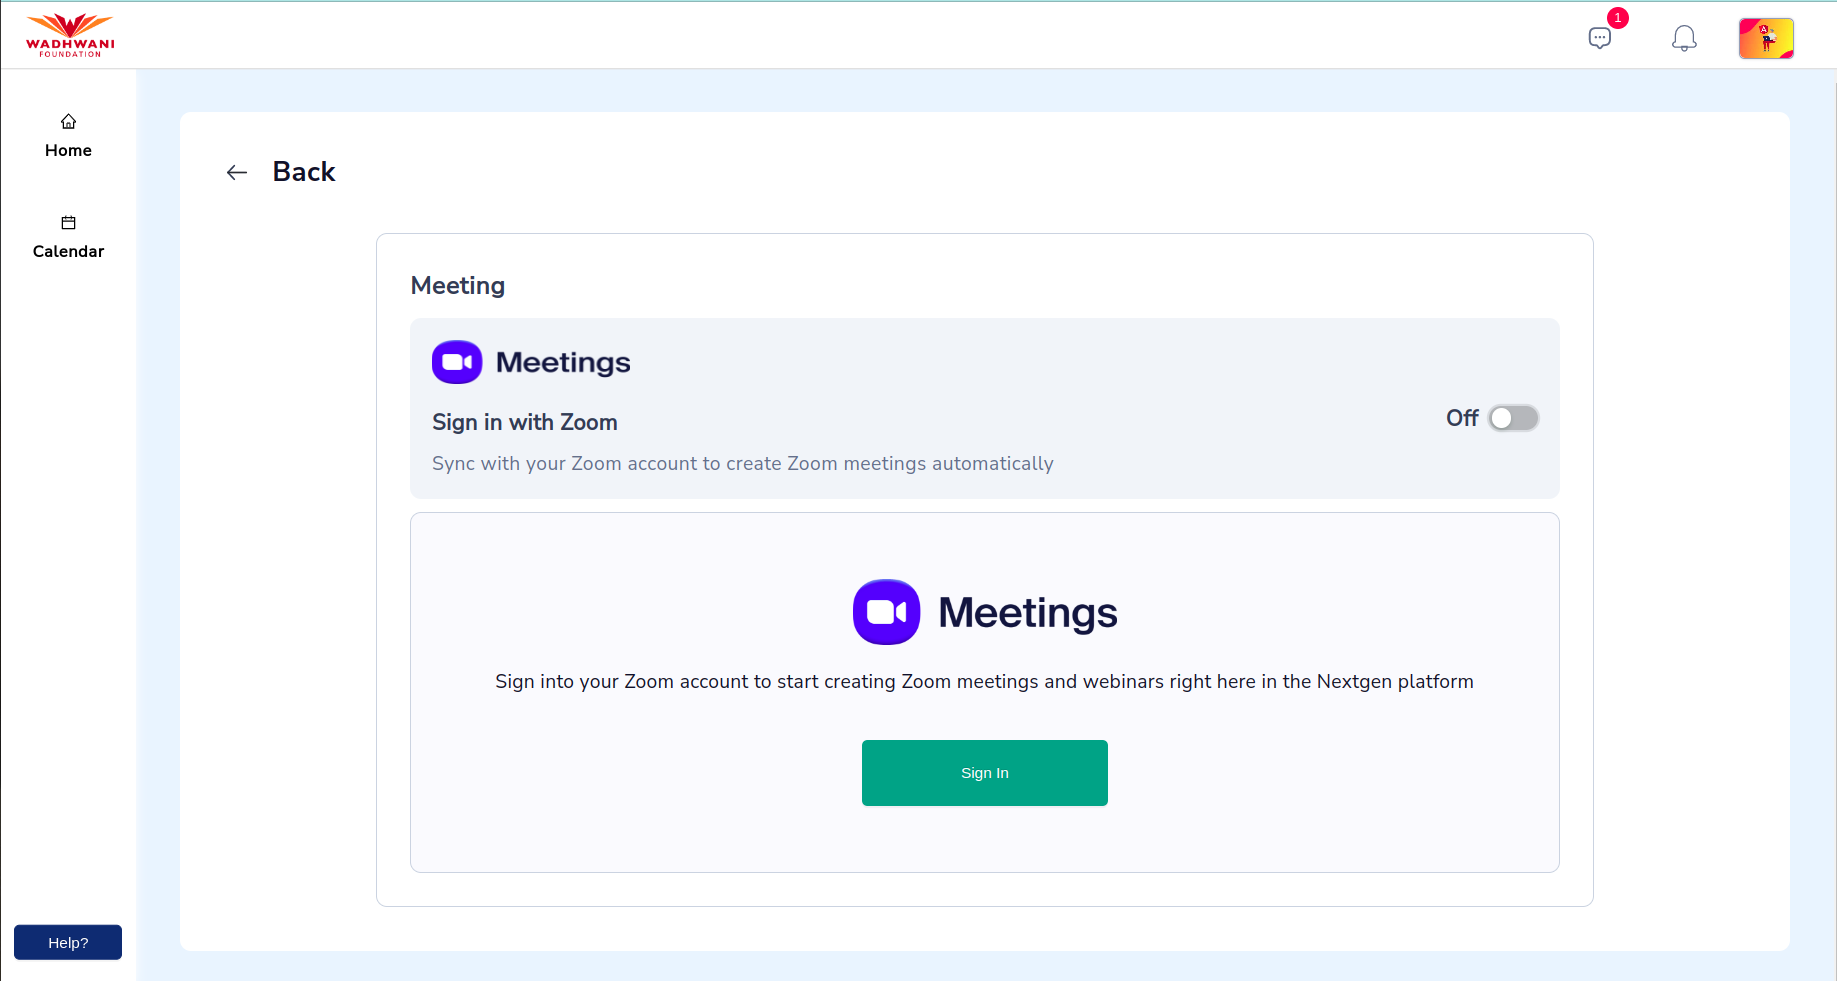 WADHWANI
FOUNDATION
1
Home
Calendar
Back
Meeting
Meetings
Sign in with Zoom
Off
Sync with your Zoom account to create Zoom meetings automatically
Meetings
Sign into your Zoom account to start creating Zoom meetings and webinars right here in the Nextgen platform
Sign In
Help?